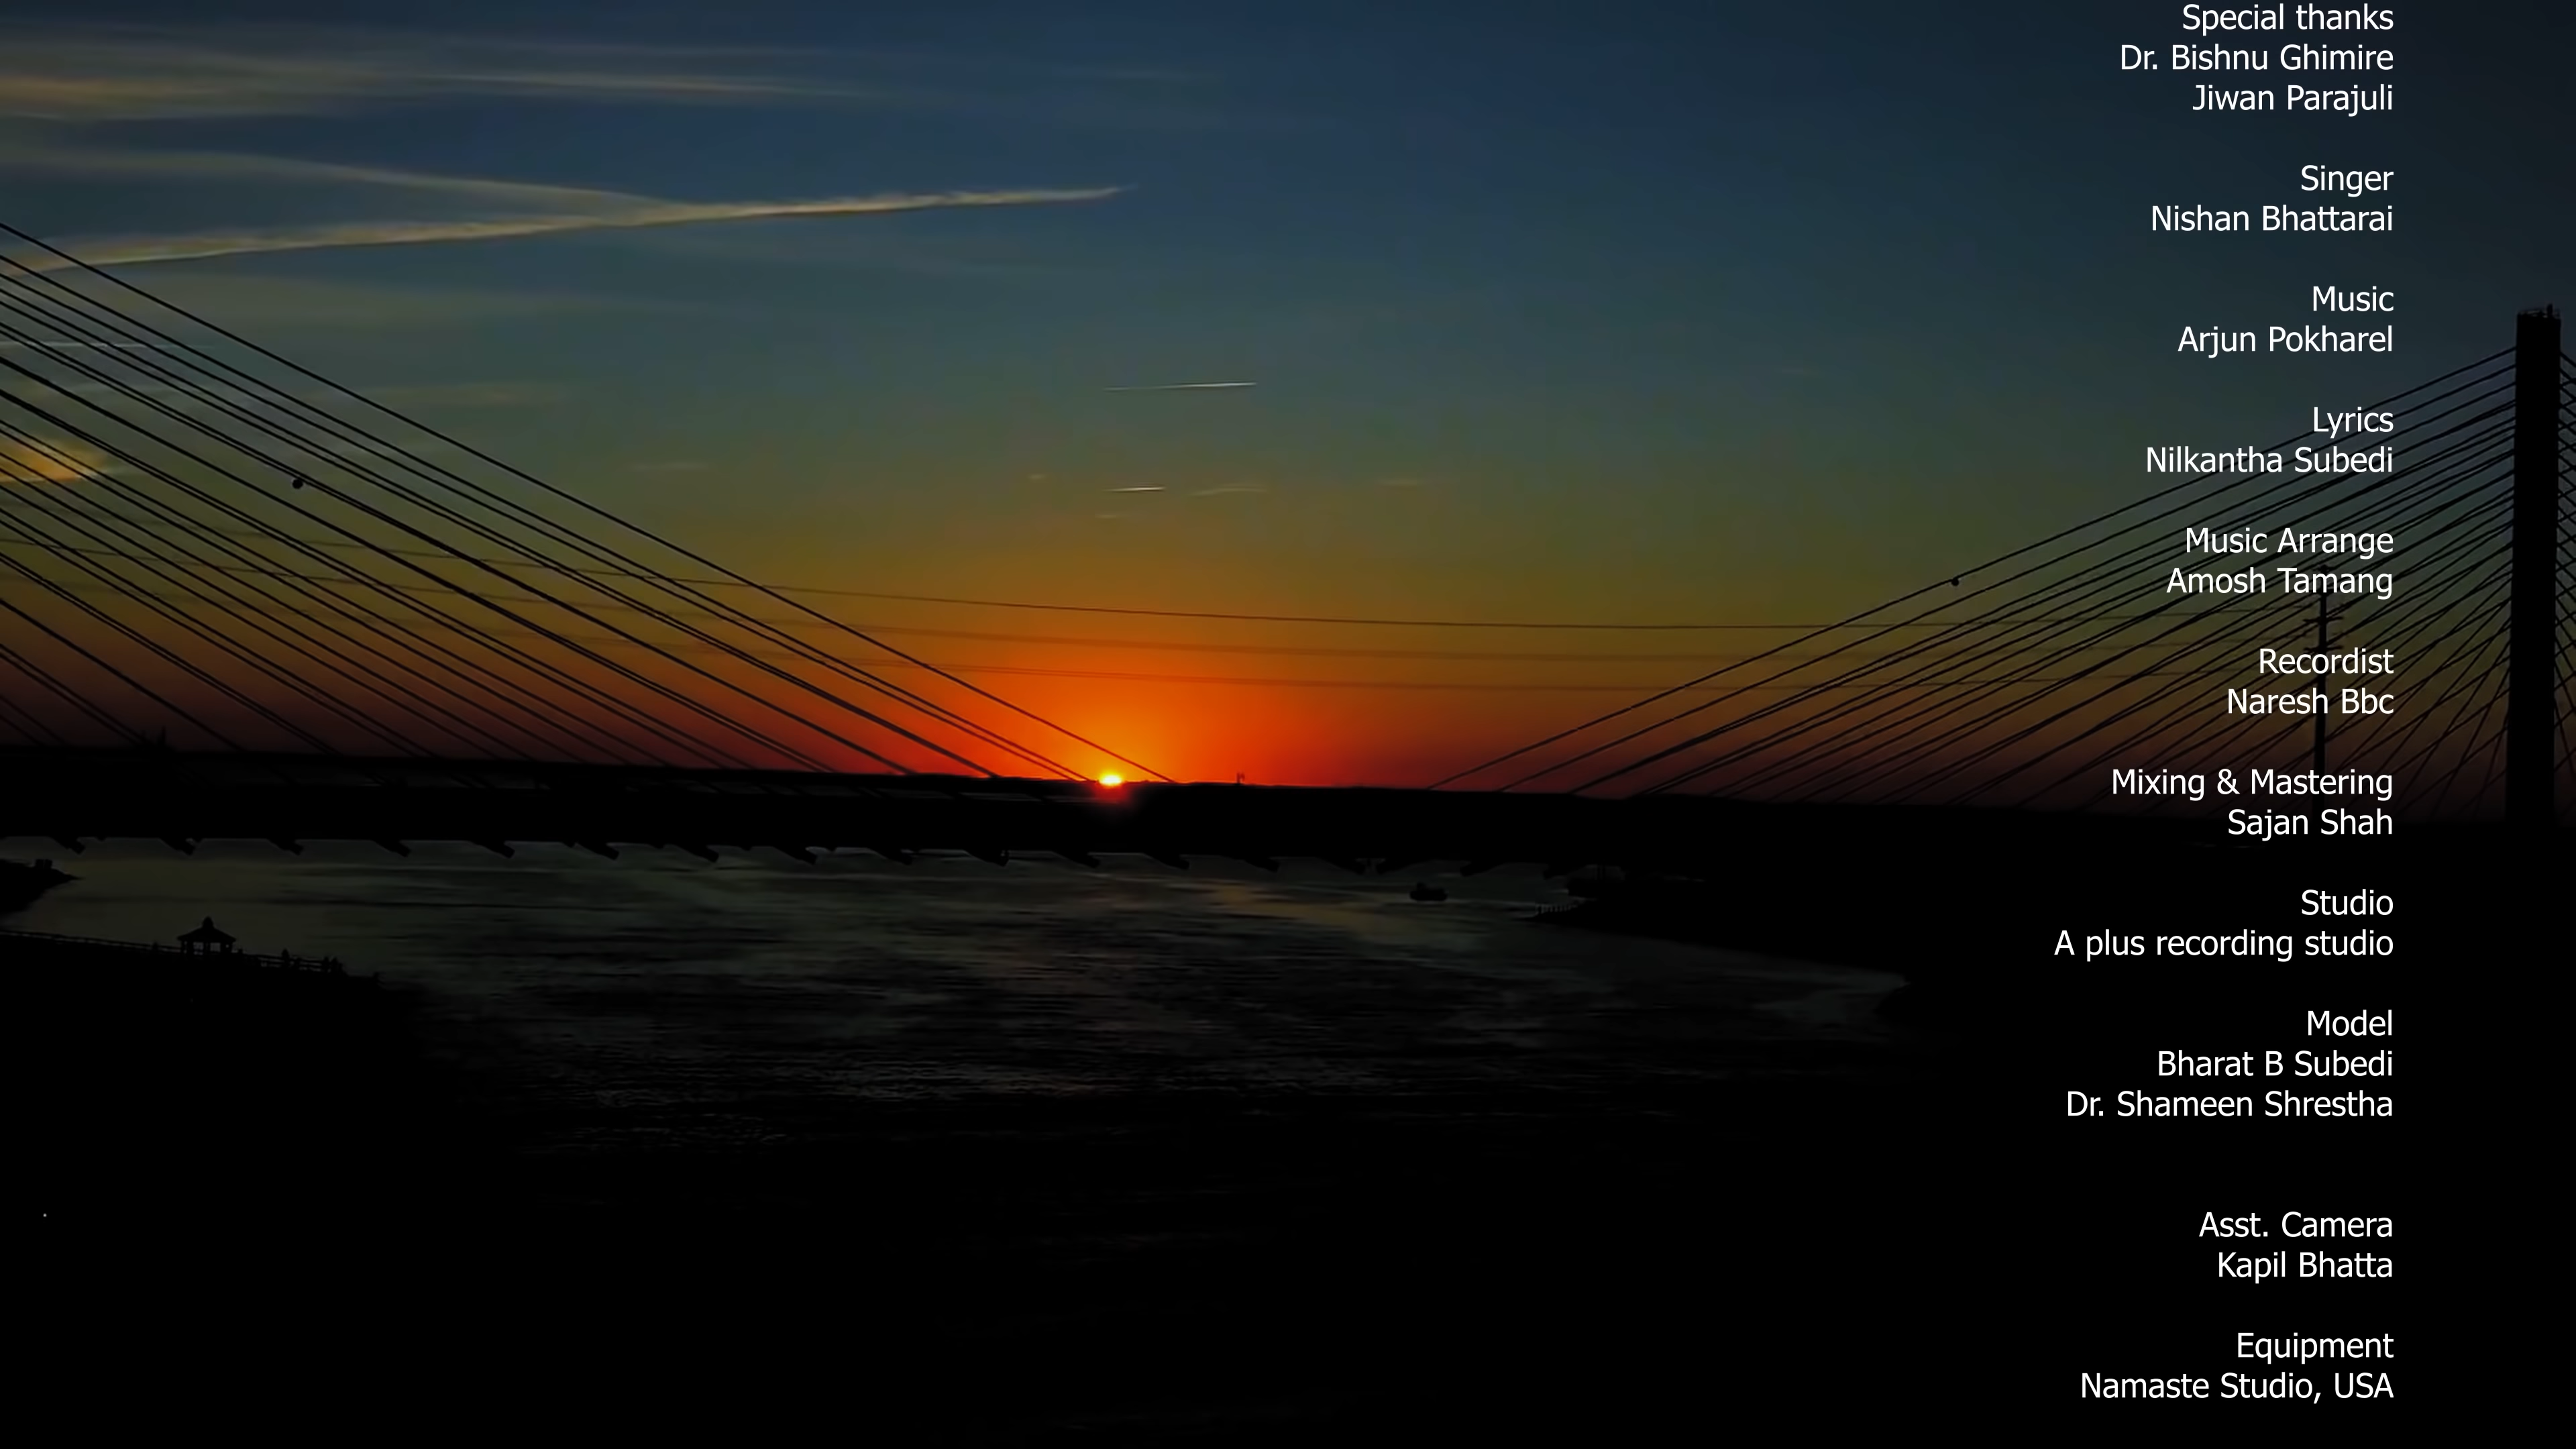 Special thanks
Dr. Bishnu Ghimire
Jiwan Parajuli
Singer
Nishan Bhattarai
Music
Arjun Pokharel
Lyrics
Nilkantha Subedi
Music Arrange
Amosh Tamang
Recordist
Naresh Bbc
Mixing & Mastering
Sajan Shah
Studio
A plus recording studio
Model
Bharat B Subedi
Dr. Shameen Shrestha
Asst. Camera
Kapil Bhatta
Equipment
Namaste Studio, USA